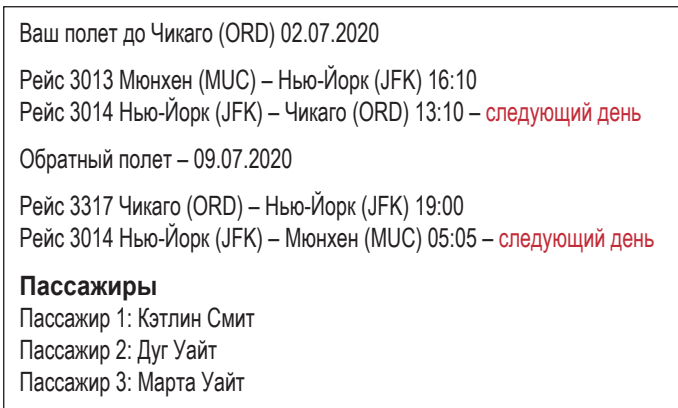 Ваш полет до Чикаго (ORD) 02.07.2020
Рейс 3013 Мюнхен (MUC) – Нью-Йорк (JFK) 16:10
Рейс 3014 Нью-Йорк (JFK) – Чикаго (ORD) 13:10 – следующий день
Обратный полет – 09.07.2020
Рейс 3317 Чикаго (ORD) – Нью-Йорк (JFK) 19:00
Рейс 3014 Нью-Йорк (JFK) – Мюнхен (MUC) 05:05 – следующий день
Пассажиры
Пассажир 1: Кэтлин Смит
Пассажир 2: Дуг Уайт
Пассажир 3: Марта Уайт